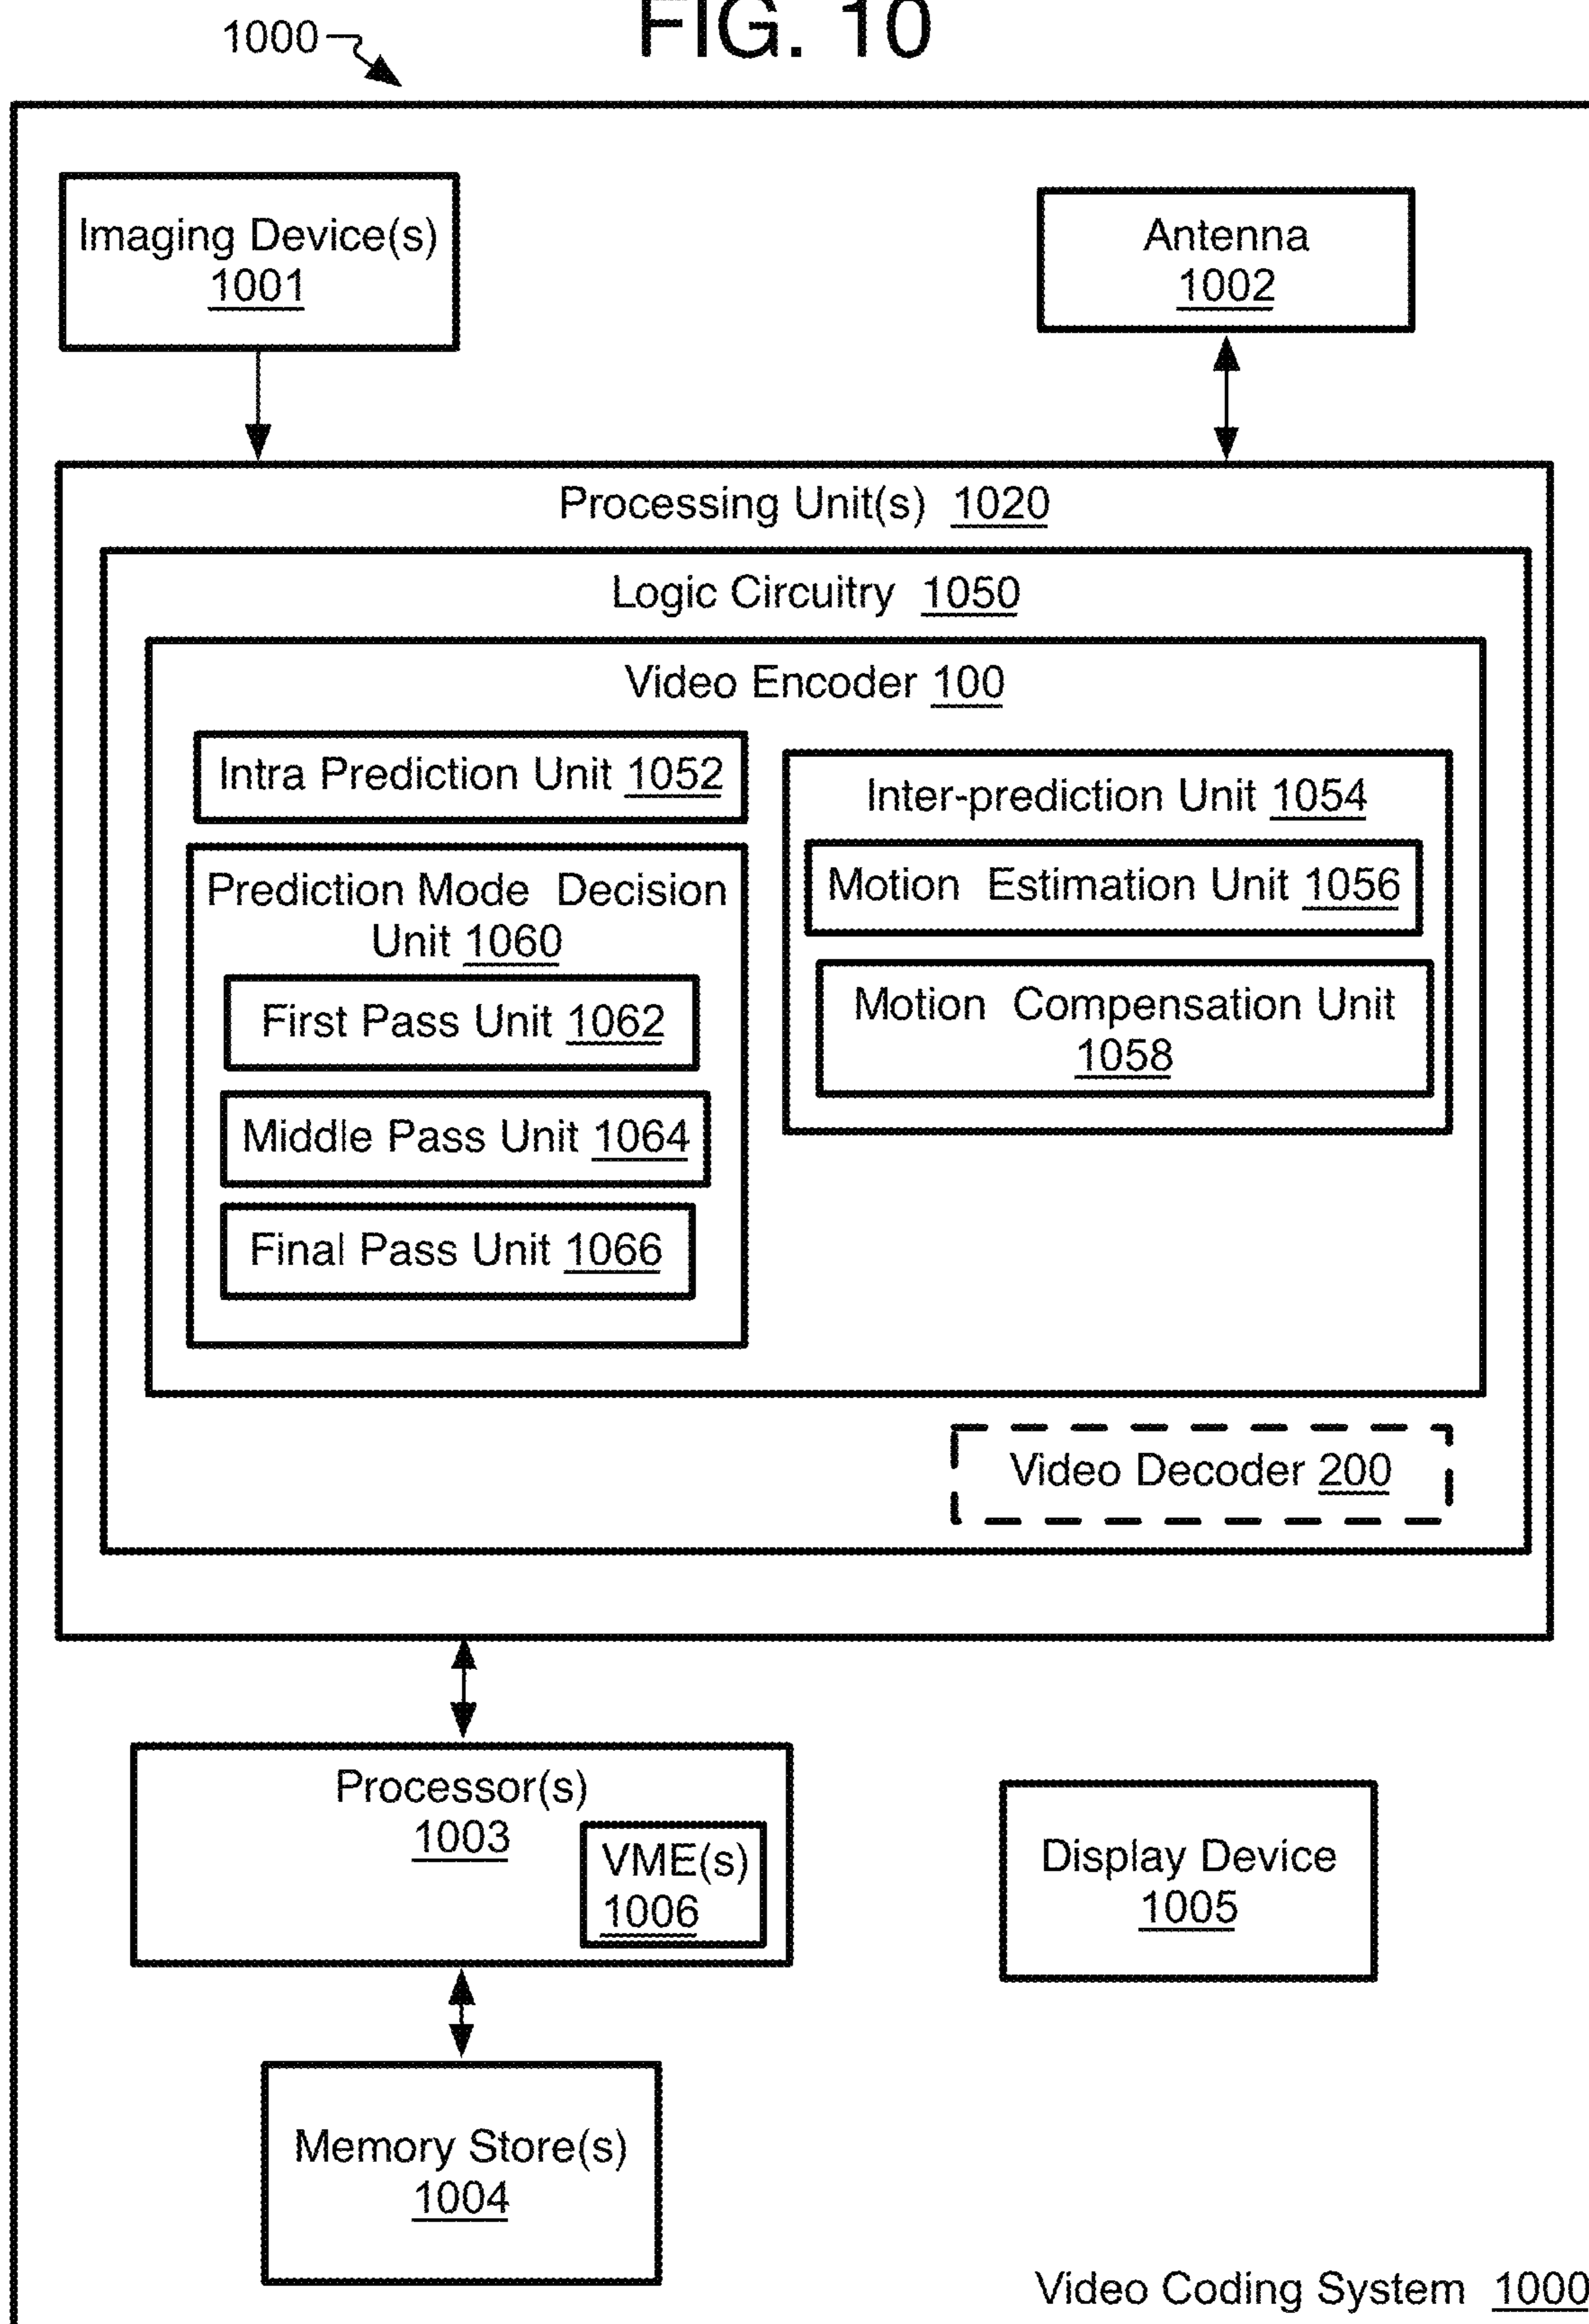 FIG. 10
1000
Imaging Device(s)
1001
Antenna
1002
Processing Unit(s) 1020
Logic Circuitry 1050
Video Encoder 100
Intra Prediction Unit 1052
Prediction Mode Decision
Unit 1060
First Pass Unit 1062
Middle Pass Unit 1064
Final Pass Unit 1066
Inter-prediction Unit 1054
Motion Estimation Unit 1056
Motion Compensation Unit
1058
Video Decoder 200
Processor(s)
1003
VME(s)
1006
Display Device
1005
Memory Store(s)
1004
Video Coding System 1000